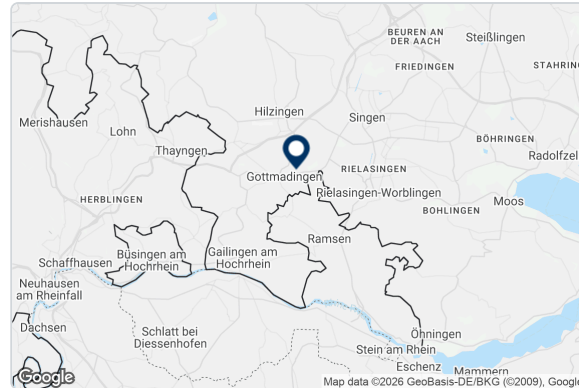 BEUREN AN
DER AACH
Steißlingen
FRIEDINGEN
STAHRING
Hilzingen
Singen
Merishausen
Lohn
Thayngen
BÖHRINGEN
Radolfzel
Gottmadingen
RIELASINGEN
Rielasingen-Worblingen
HERBLINGEN
BOHLINGEN
Moos
Ramsen
Schaffhausen
Büsingen am
Hochrhein
Gailingen am
Hochrhein
Neuhausen
am Rheinfall
Dachsen
Schlatt bei
Diessenhofen
Öhningen
Stein am Rhein
Eschenz
Mammern
Google
Map data ©2026 GeoBasis-DE/BKG (©2009), Googl